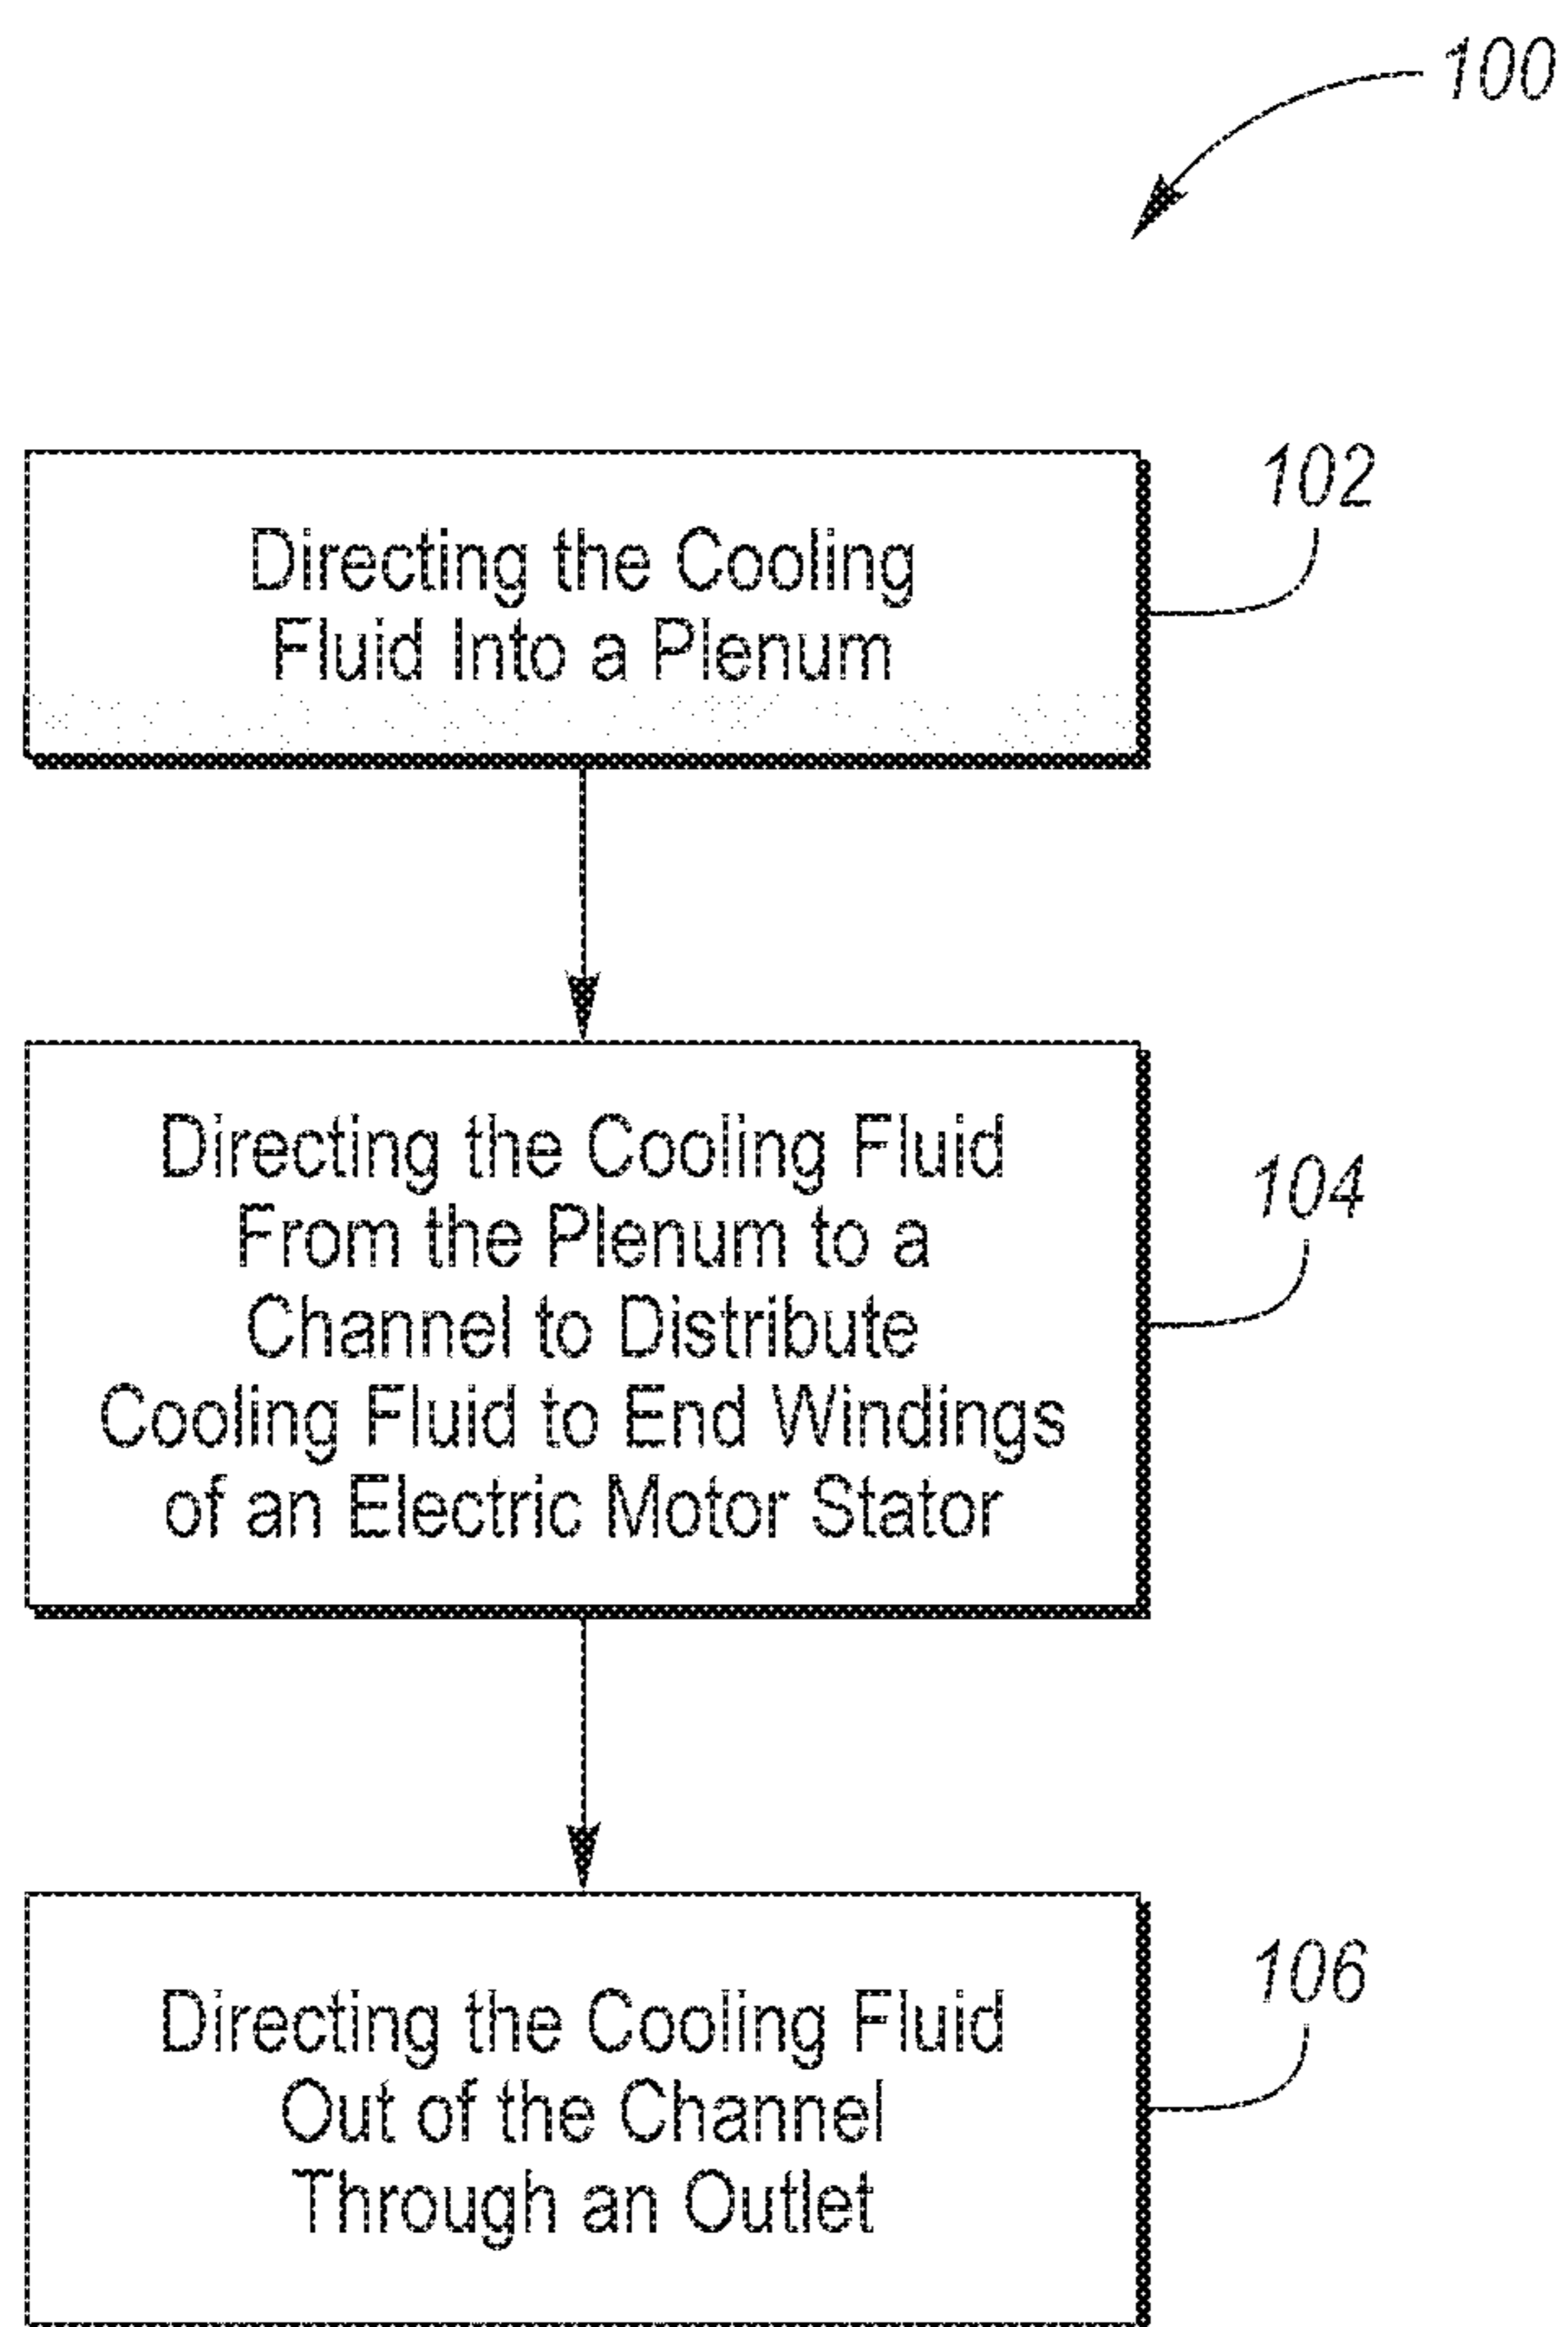 100
102
Directing the Cooling
Fluid Into a Plenum
104
Directing the Cooling Fluid
From the Plenum to a
Channel to Distribute
Cooling Fluid to End Windings
of an Electric Motor Stator
106
Directing the Cooling Fluid
Out of the Channel
Through an Outlet